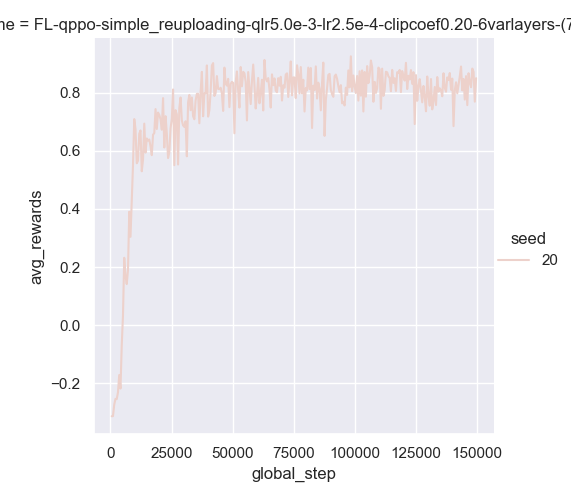 ne = FL-qppo-simple_reuploading-qlr5.0e-3-lr2.5e-4-clipcoef0.20-6varlayers-(7
0.8
0.6
0.4
0.2
0.0
−0.2
avg_rewards
seed
20
0 25000 50000 75000 100000 125000 150000
global_step